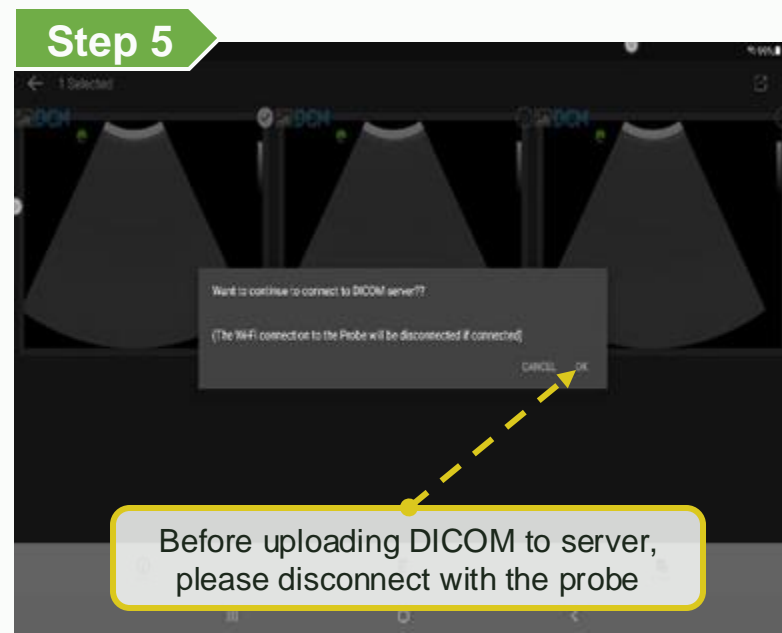 Step 5
1 Selected
DCM
DCM
DCM
Want to continue to connect to DICOM server??
(The Wi-Fi connection to the Probe will be disconnected if connected)
CANCEL OK
Before uploading DICOM to server,
please disconnect with the probe